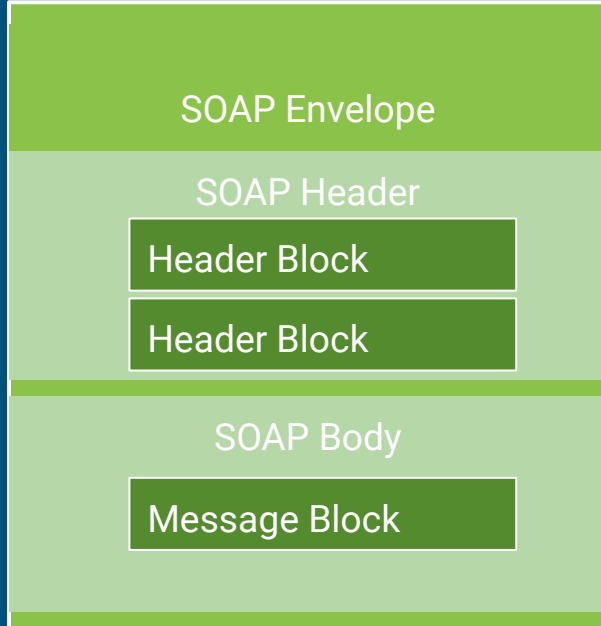 SOAP Envelope
SOAP Header
Header Block
Header Block
SOAP Body
Message Block